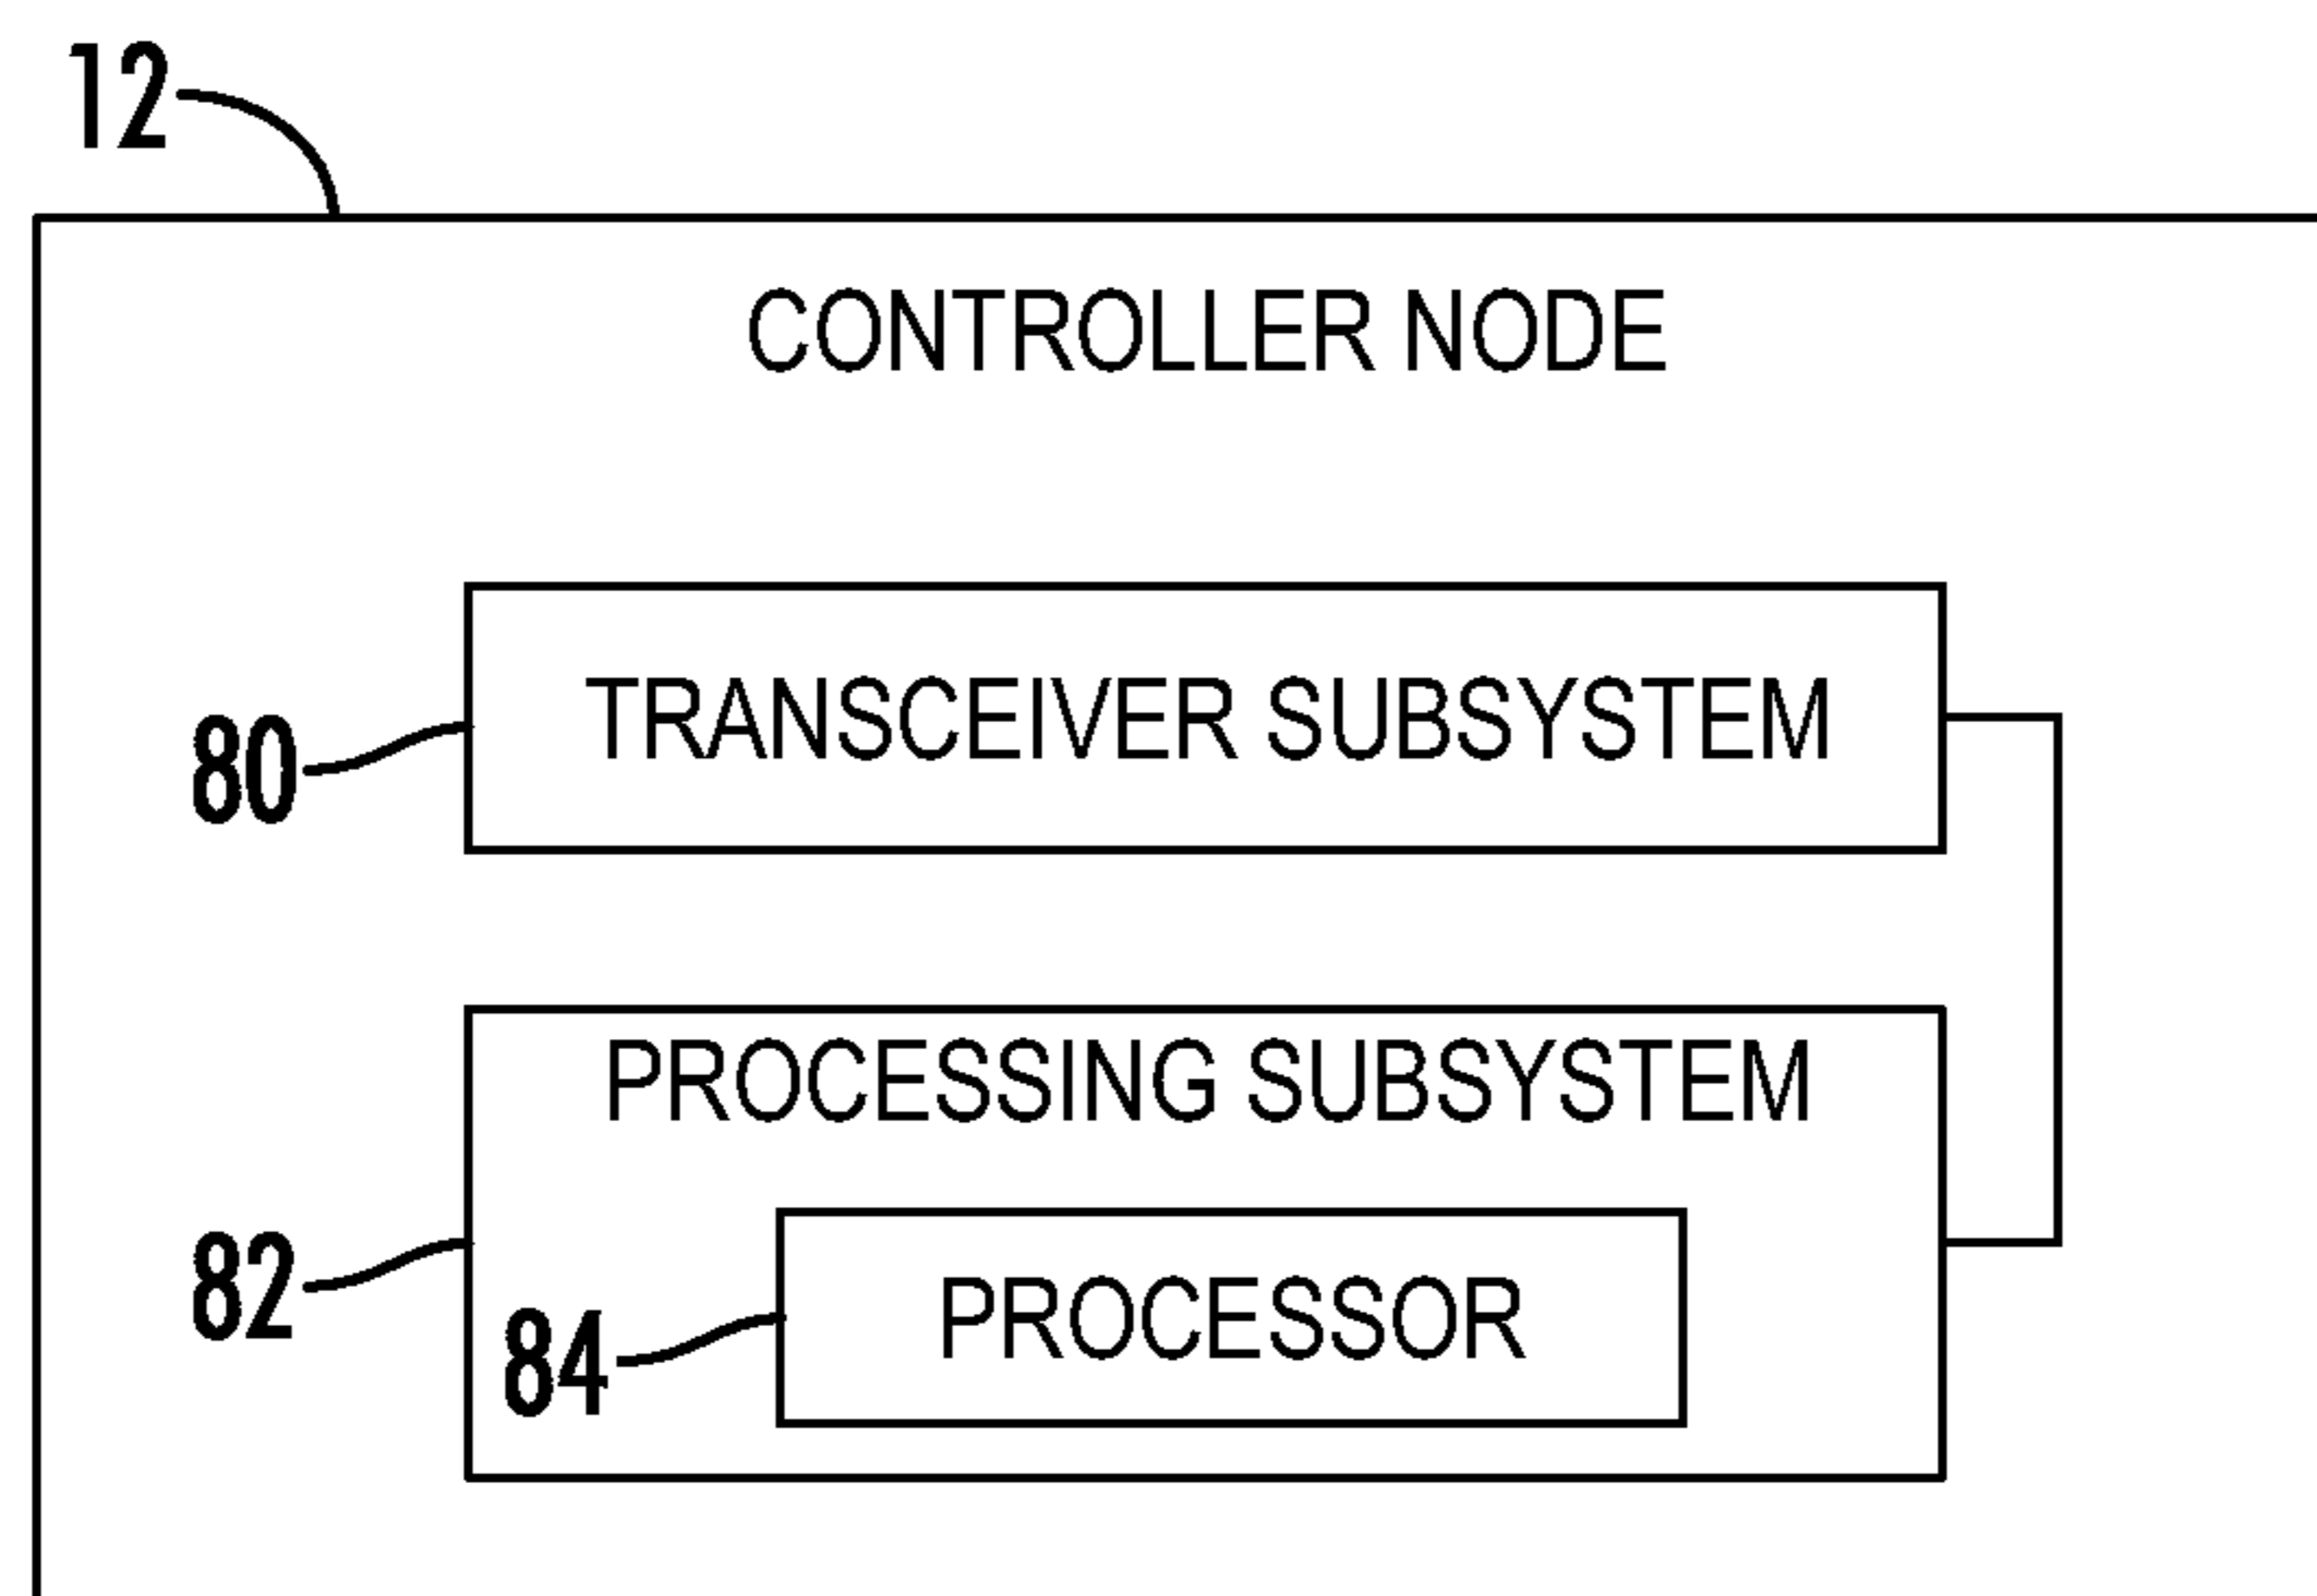 12
CONTROLLER NODE
TRANSCEIVER SUBSYSTEM
80
PROCESSING SUBSYSTEM
82
PROCESSOR
84